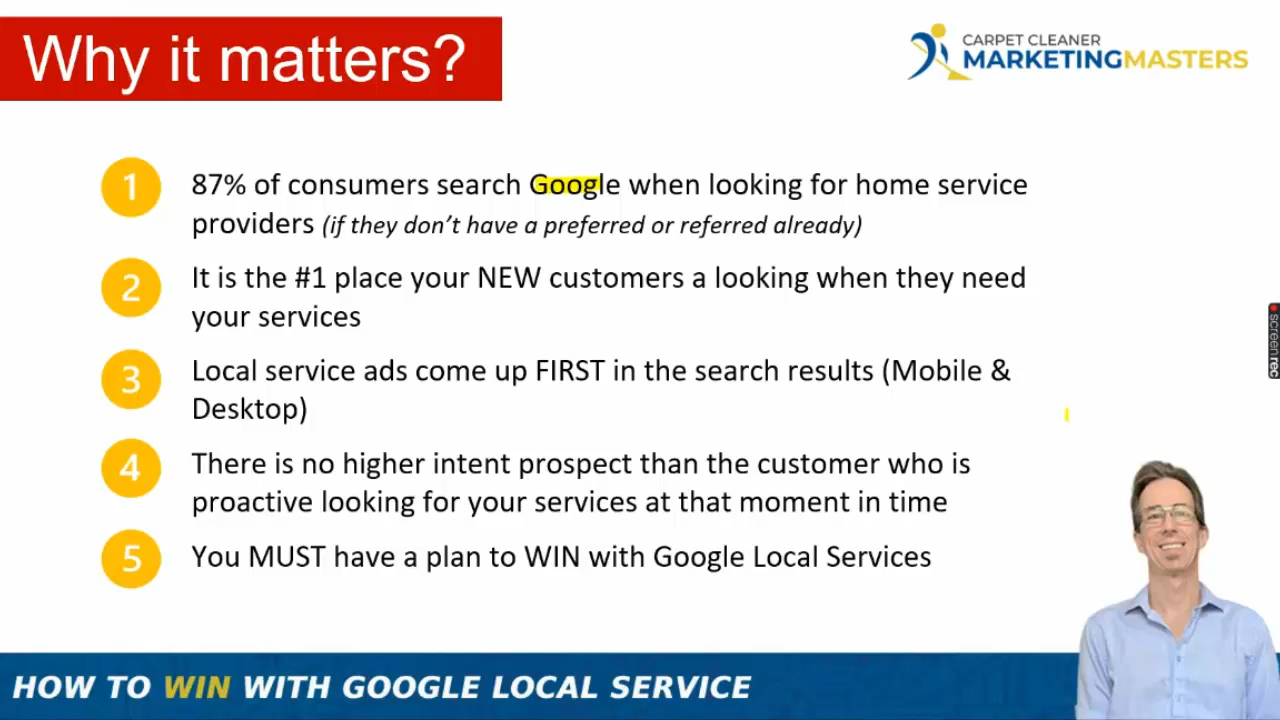 Why it matters?
CARPET CLEANER
MARKETINGMASTERS
1
87% of consumers search Google when looking for home service
providers (if they don't have a preferred or referred already)
2
It is the #1 place your NEW customers a looking when they need
your services
3
Local service ads come up FIRST in the search results (Mobile &
Desktop)
4
There is no higher intent prospect than the customer who is
proactive looking for your services at that moment in time
5
You MUST have a plan to WIN with Google Local Services
screenrec
HOW TO WIN WITH GOOGLE LOCAL SERVICE